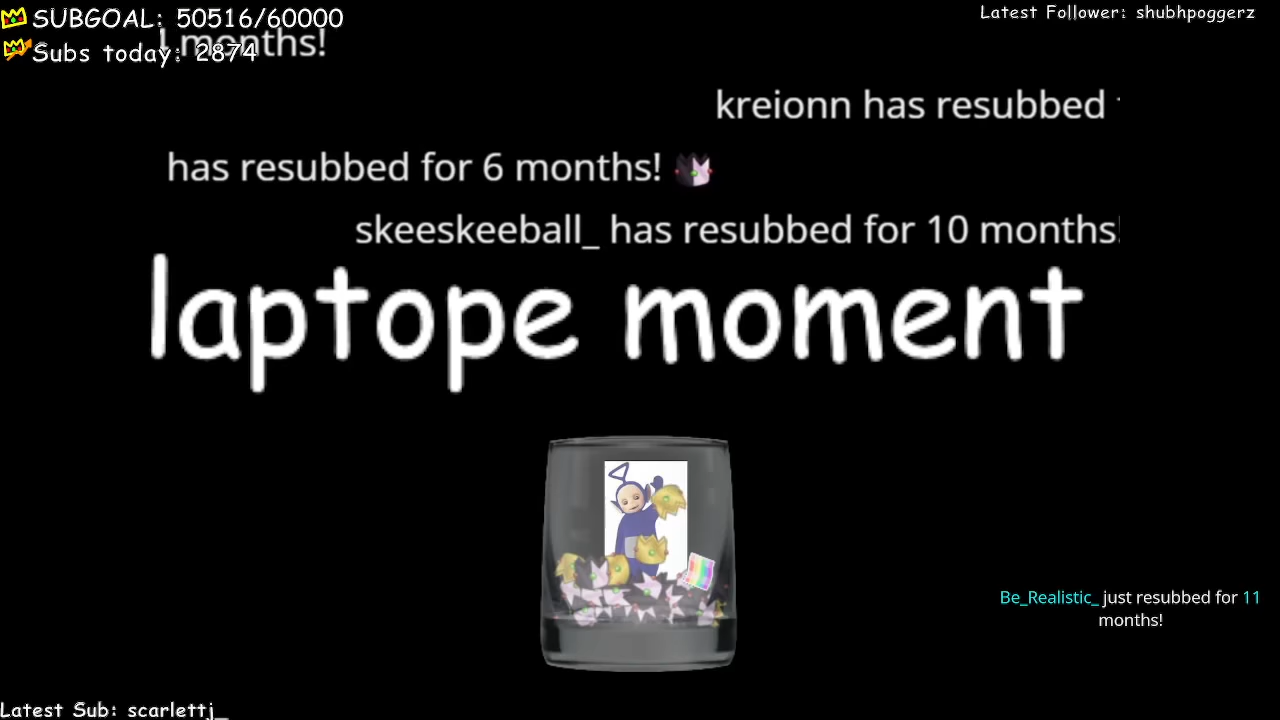 SUBGOAL: 50516/60000
Latest Follower: shubhpoggerz
months!
Subs today: 2874
kreionn has resubbed
has resubbed for 6 months!
skeeskeeball_ has resubbed for 10 months!
laptope moment
Be_Realistic_ just resubbed for 11
months!
Latest Sub: scarlettj_